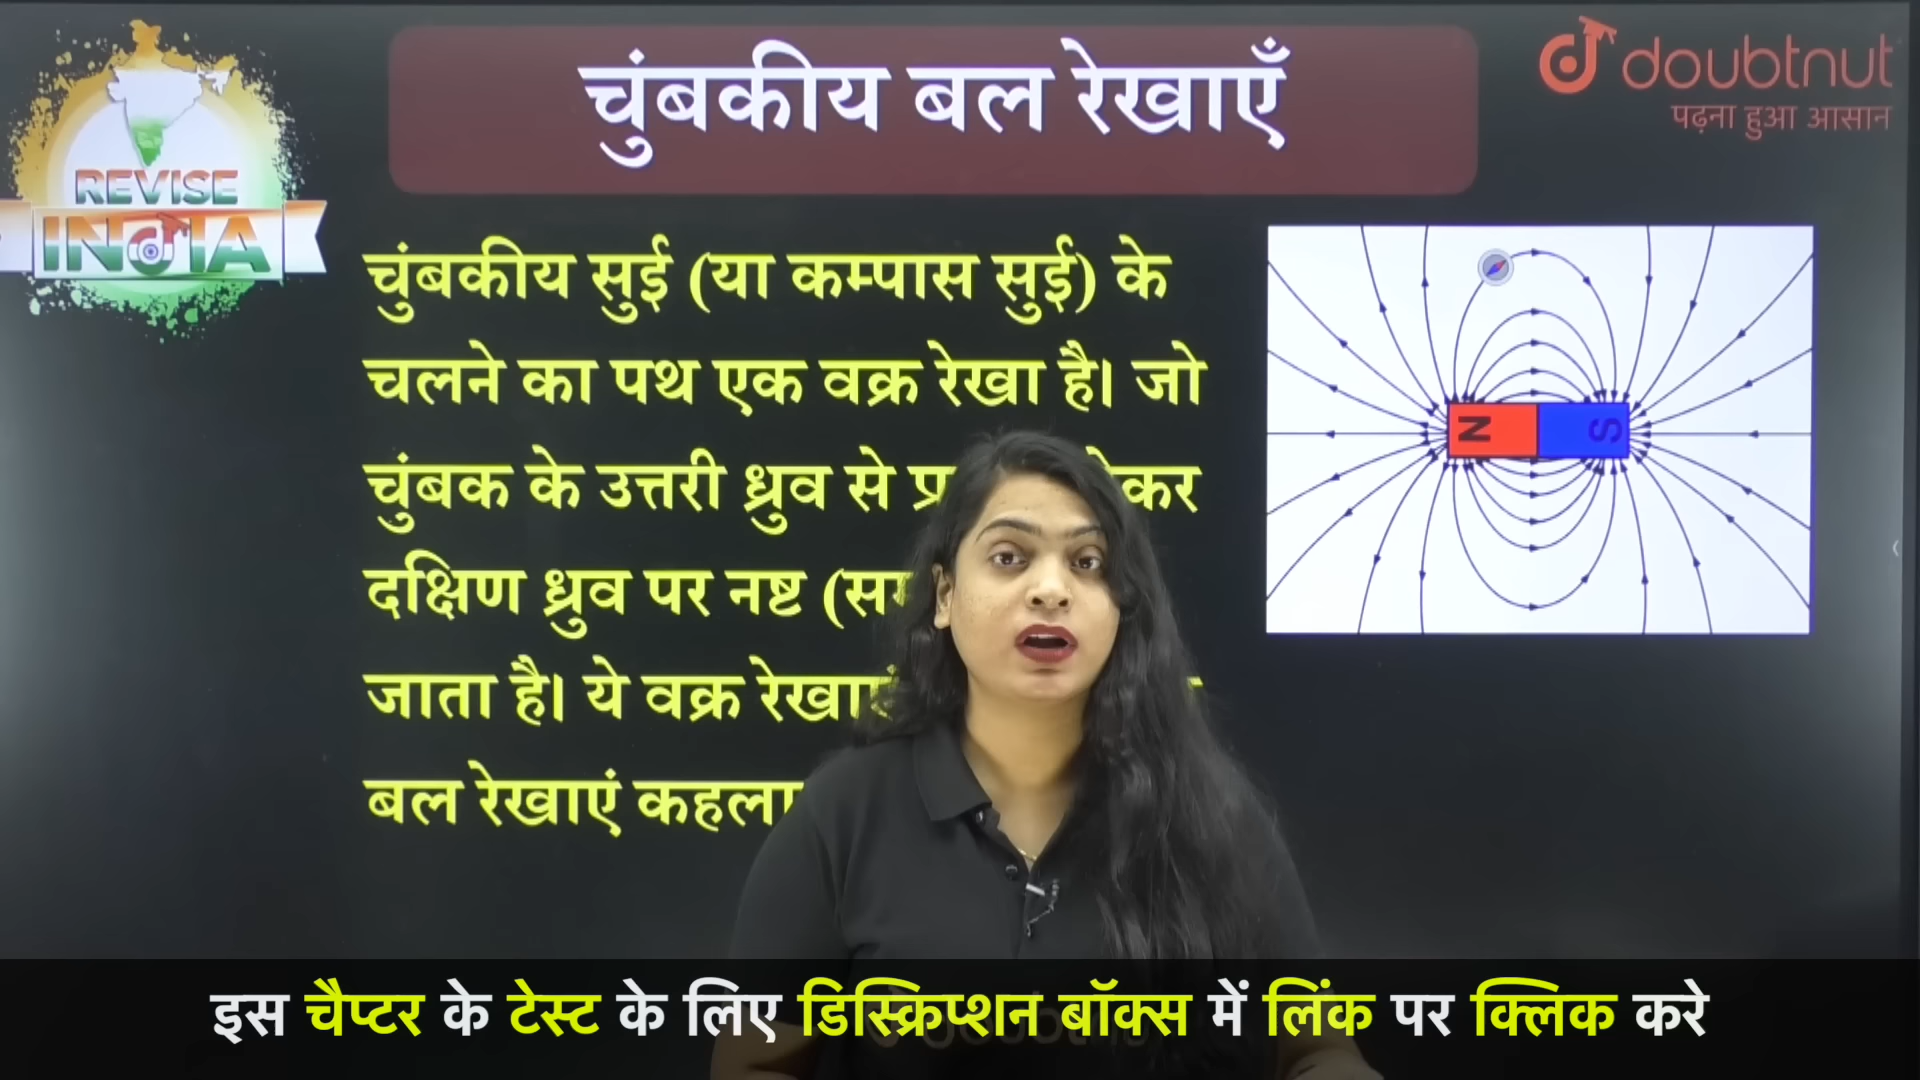 चुंबकीय बल रेखाएँ
doubtnut
पढ़ना हुआ आसान
REVISE
INDIA
चुंबकीय सुई (या कम्पास सुई) के
चलने का पथ एक वक्र रेखा है। जो
चुंबक के उत्तरी ध्रुव से
दक्षिण ध्रुव पर नष्ट
जाता है। ये वक्र
बल रेखाएं
N S
इस चैप्टर के टेस्ट के लिए डिस्क्रिप्शन बॉक्स में लिंक पर क्लिक करे